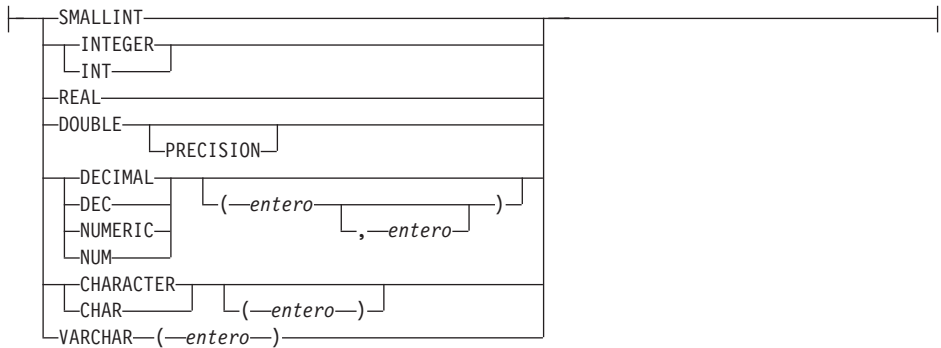 SMALLINT
INTEGER
INT
REAL
DOUBLE
PRECISION
DECIMAL
DEC ( entero )
NUMERIC , entero
NUM
CHARACTER
CHAR ( entero )
VARCHAR ( entero )